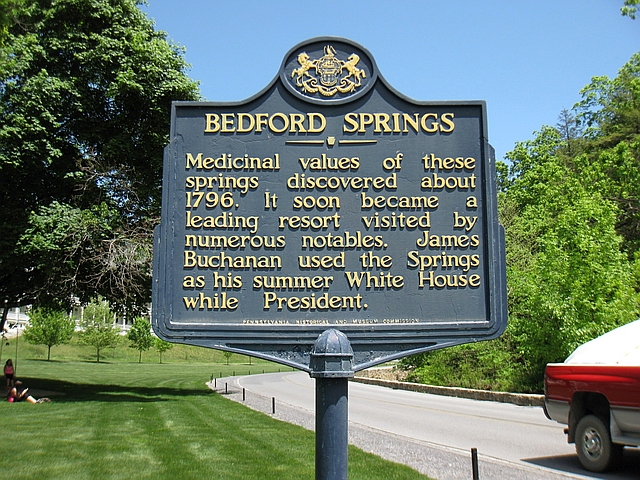 BEDFORD SPRINGS
Medicinal values of these
springs discovered about
1796. It soon became a
leading resort visited by
numerous notables. James
Buchanan used the Springs
as his summer White House
while President.
PENNSYLVANIA HISTORICAL AND MUSEUM COMMISSION